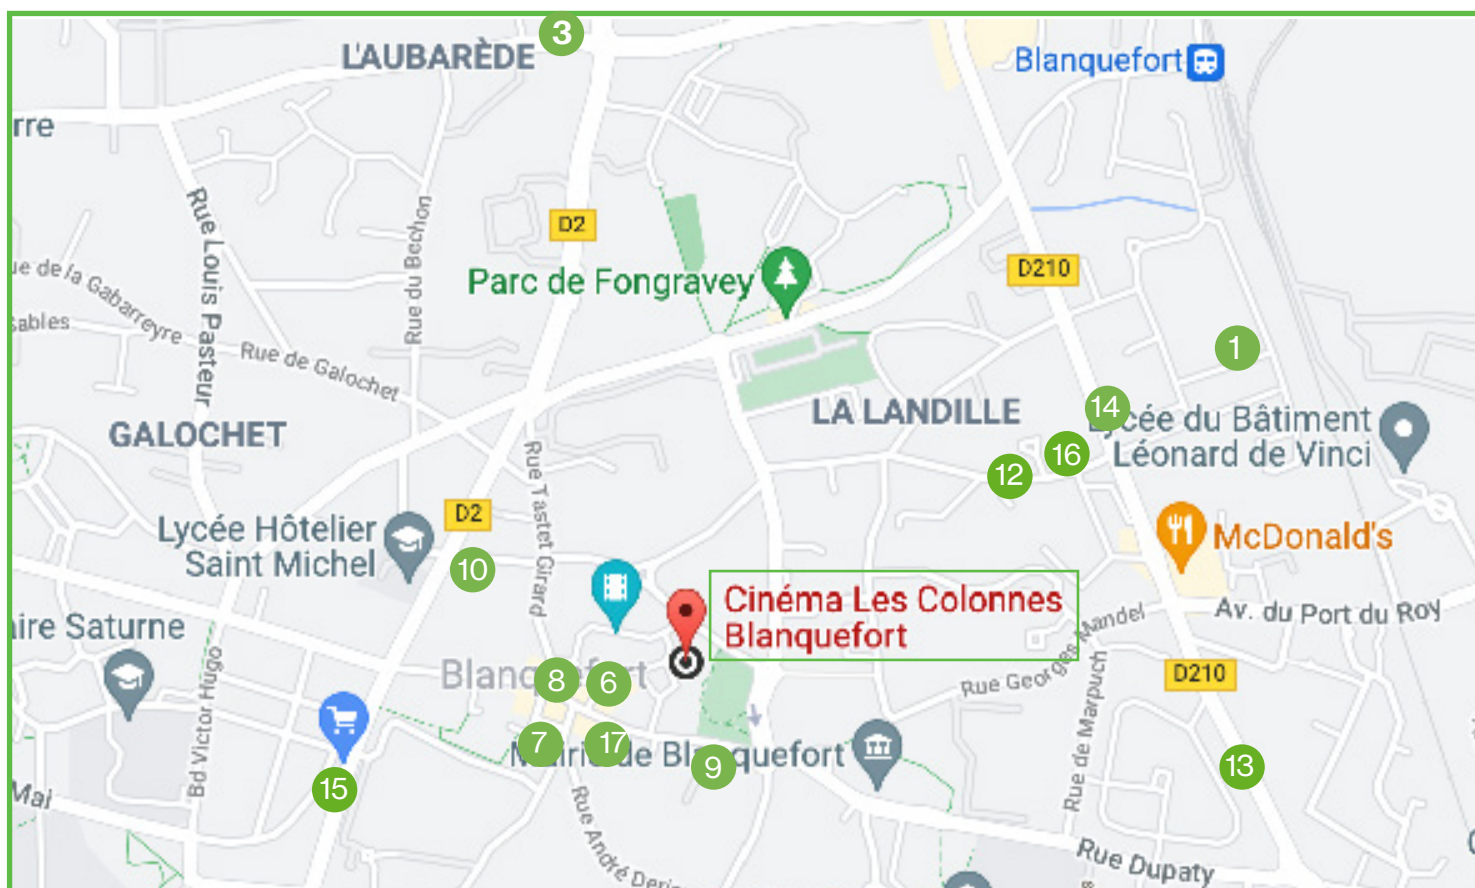 3
L'AUBARÈDE
Blanquefort
rre
Rue Louis Pasteur
Rue du Bechon
D2
D210
Parc de Fongravey
ue de la Gabarreyre
sables
Rue de Galochet
1
GALOCHET
LA LANDILLE
14
Lycée du Bâtiment
Léonard de Vinci
16
12
Rue Tastet Girard
D2
Lycée Hôtelier
Saint Michel
10
McDonald's
Cinéma Les Colonnes
Blanquefort
Av. du Port du Roy
aire Saturne
Rue Georges Mandel
D210
Blanquefort
8
6
Bd Victor Hugo
Rue de Marpuch
7
17
Mairie de Blanquefort
9
13
15
Mai
Rue André
Rue Dupaty